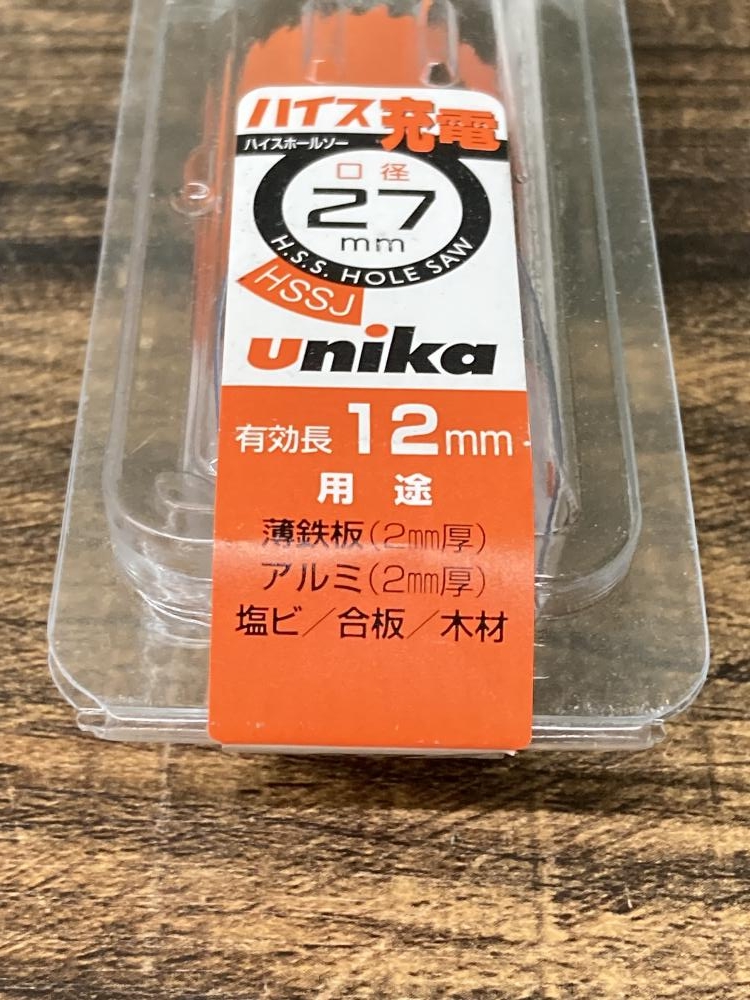 ハイス充電
ハイスホールソー
口径
27
mm
H.S.S. HOLE SAW
HSSJ
unika
有効長 12mm
用途
薄鉄板(2mm厚)
アルミ(2mm厚)
塩ビ／合板／木材